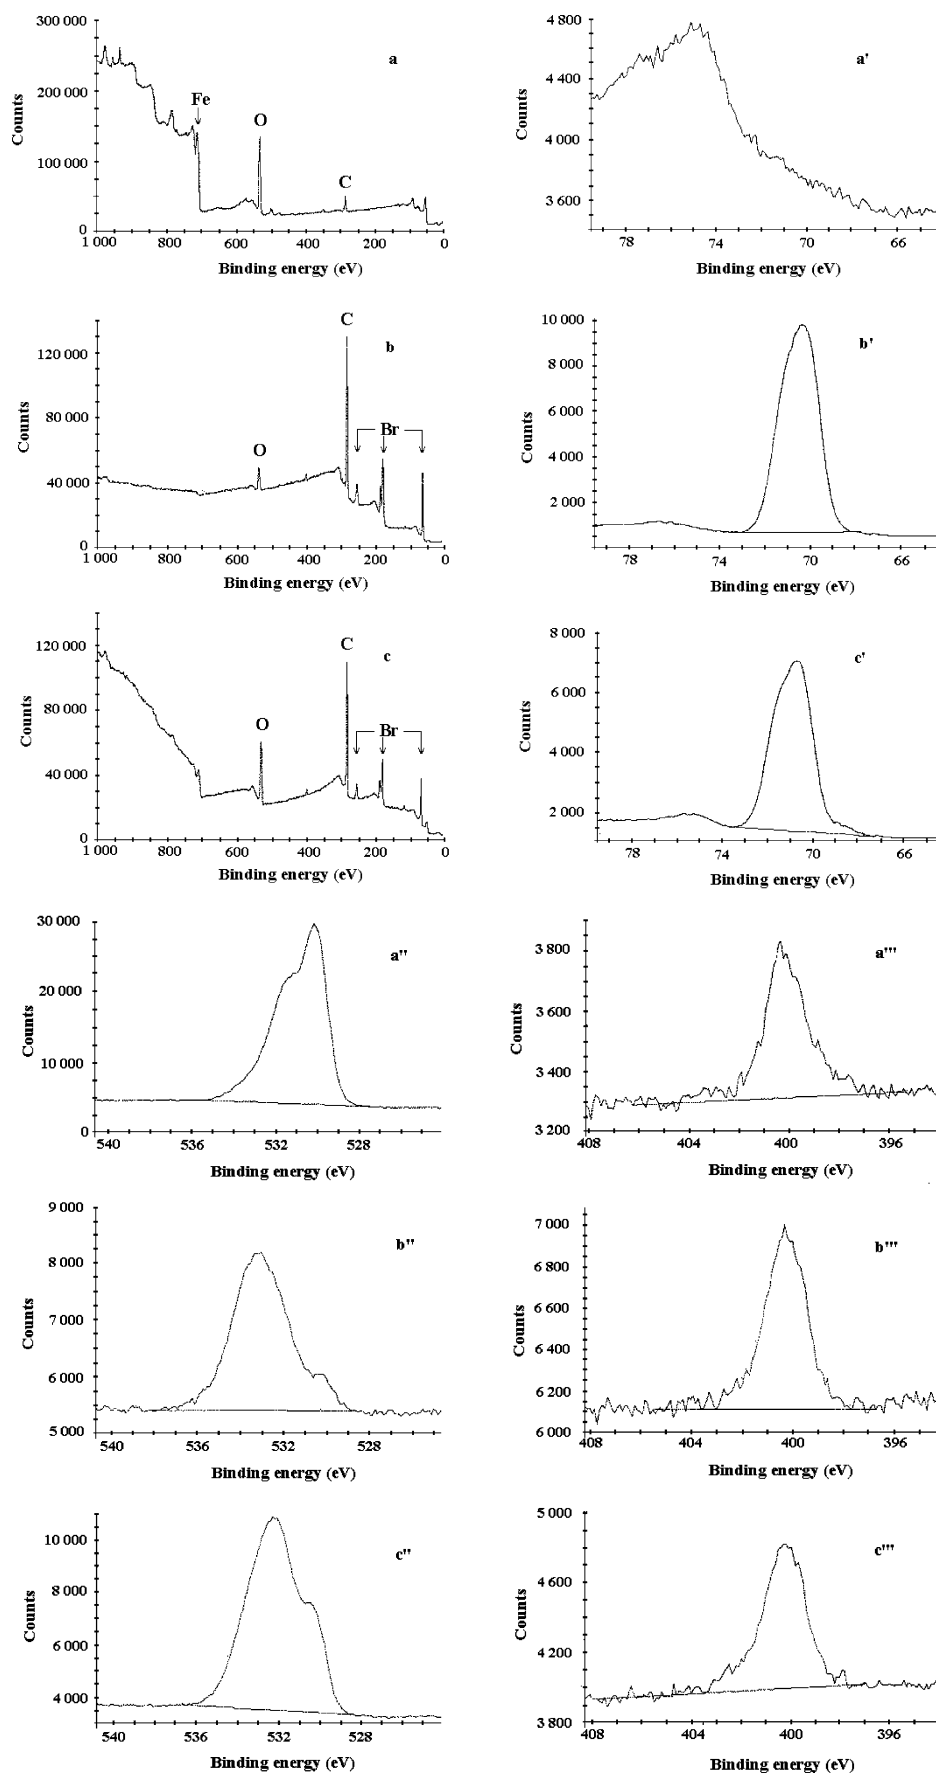 300 000
200 000
100 000
0
Counts
a
Fe
O
C
1 000 800 600 400 200 0
Binding energy (eV)
4 800
4 400
4 000
3 600
Counts
a'
78 74 70 66
Binding energy (eV)
120 000
80 000
40 000
0
Counts
C
b
Br
O
1 000 800 600 400 200 0
Binding energy (eV)
10 000
8 000
6 000
4 000
2 000
Counts
b'
78 74 70 66
Binding energy (eV)
120 000
80 000
40 000
0
Counts
C
c
Br
O
1 000 800 600 400 200 0
Binding energy (eV)
8 000
6 000
4 000
2 000
Counts
c'
78 74 70 66
Binding energy (eV)
30 000
20 000
10 000
0
Counts
a''
540 536 532 528
Binding energy (eV)
3 800
3 600
3 400
3 200
Counts
a'''
408 404 400 396
Binding energy (eV)
9 000
8 000
7 000
6 000
5 000
Counts
b''
540 536 532 528
Binding energy (eV)
7 000
6 800
6 600
6 400
6 200
6 000
Counts
b'''
408 404 400 396
Binding energy (eV)
10 000
8 000
6 000
4 000
Counts
c''
540 536 532 528
Binding energy (eV)
5 000
4 600
4 200
3 800
Counts
c'''
408 404 400 396
Binding energy (eV)